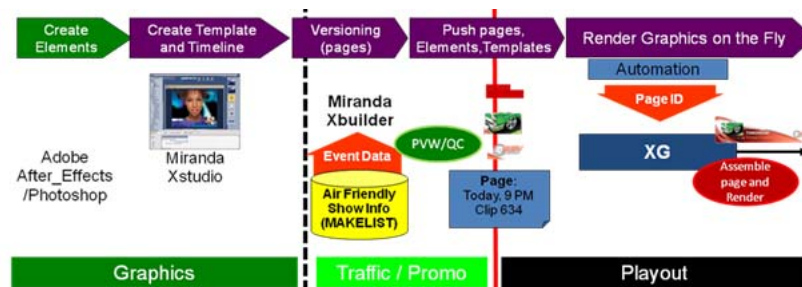 Create
Elements
Create Template
and Timeline
Versioning
(pages)
Push pages,
Elements,Templates
Render Graphics on the Fly
Adobe
After_Effects
/Photoshop
Miranda
Xstudio
Miranda
Xbuilder
Event Data
Air Friendly
Show Info
(MAKELIST)
PVW/QC
Page:
Today, 9 PM
Clip 634
Automation
Page ID
XG
Assemble
page and
Render
Graphics
Traffic / Promo
Playout